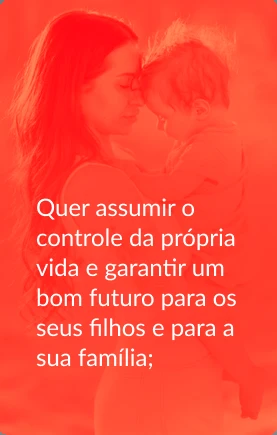 Quer assumir o
controle da própria
vida e garantir um
bom futuro para os
seus filhos e para a
sua família;